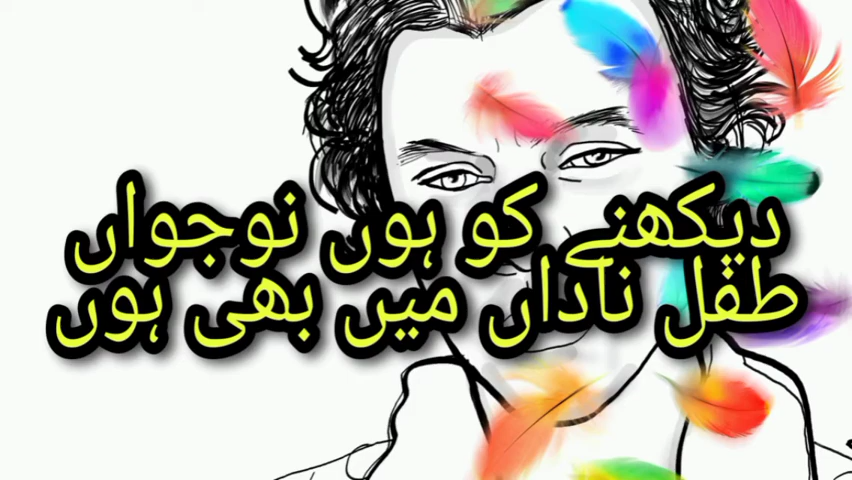 دیکھنے کو ہوں نوجواں
طفل ناداں میں بھی ہوں